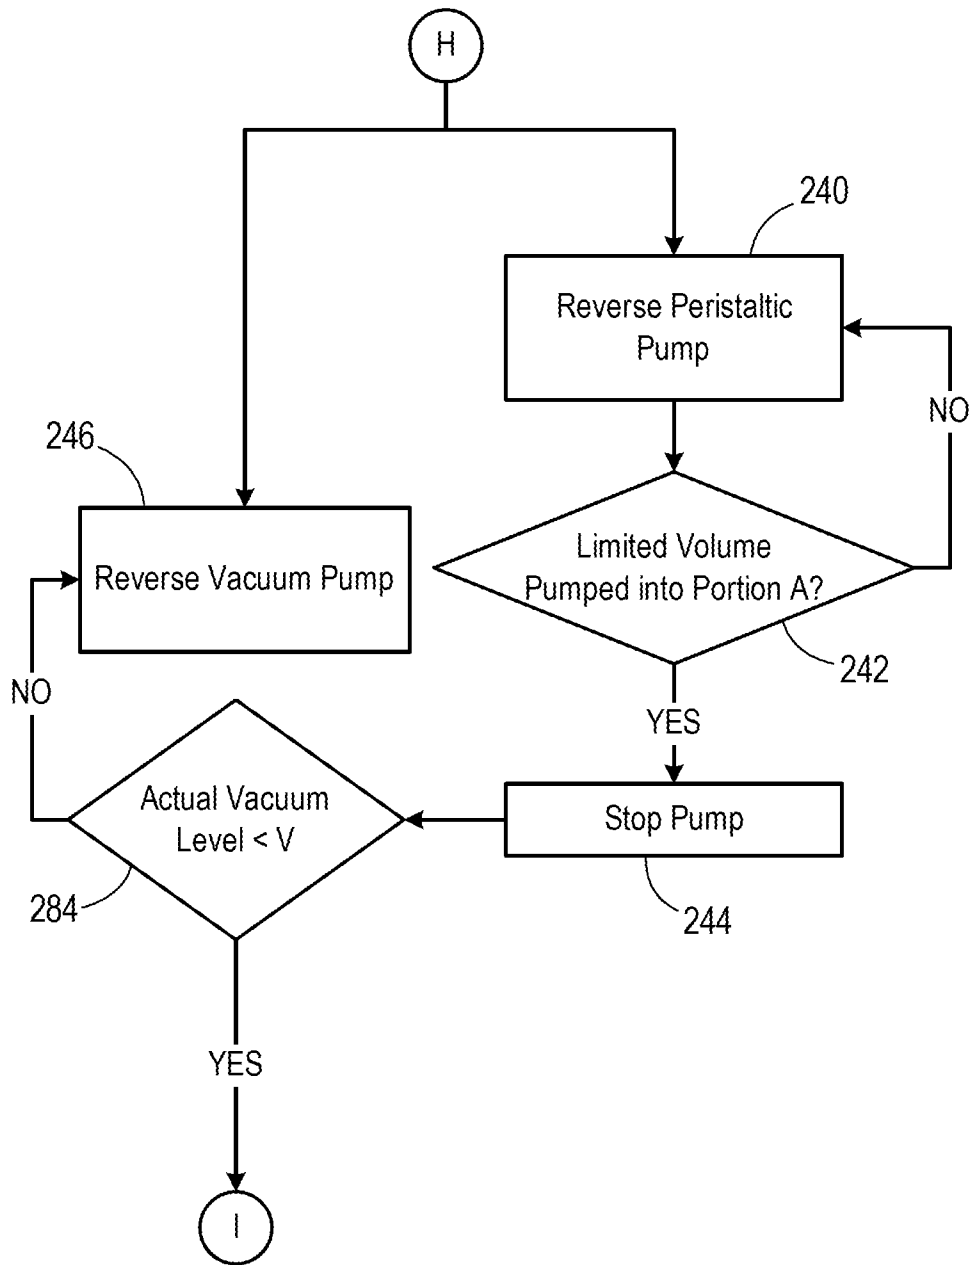 H
240
Reverse Peristaltic
Pump
NO
246
Reverse Vacuum Pump
Limited Volume
Pumped into Portion A?
242
NO
YES
Actual Vacuum
Level < V
Stop Pump
284
244
YES
I